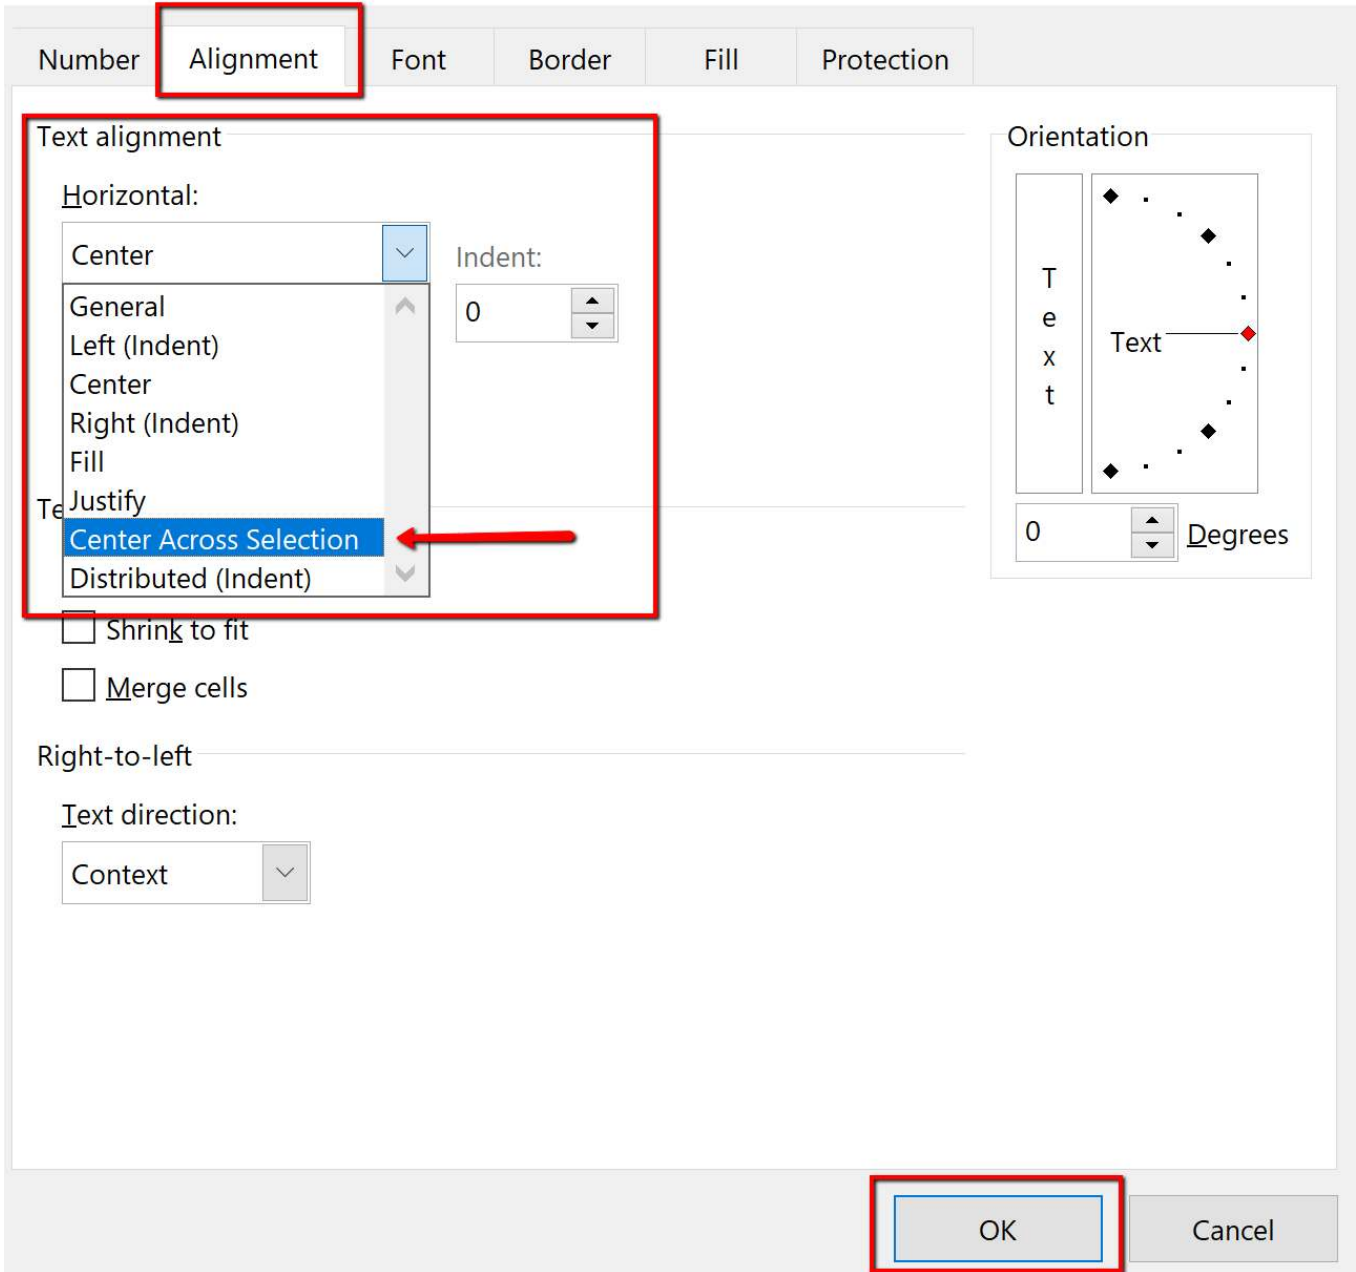 Number Alignment Font Border Fill Protection
Text alignment
Horizontal:
Center
Indent:
0
General
Left (Indent)
Center
Right (Indent)
Fill
Justify
Te
Center Across Selection
Distributed (Indent)
Shrink to fit
Merge cells
Right-to-left
Text direction:
Context
Orientation
T
e
x
t
Text
0 Degrees
OK Cancel